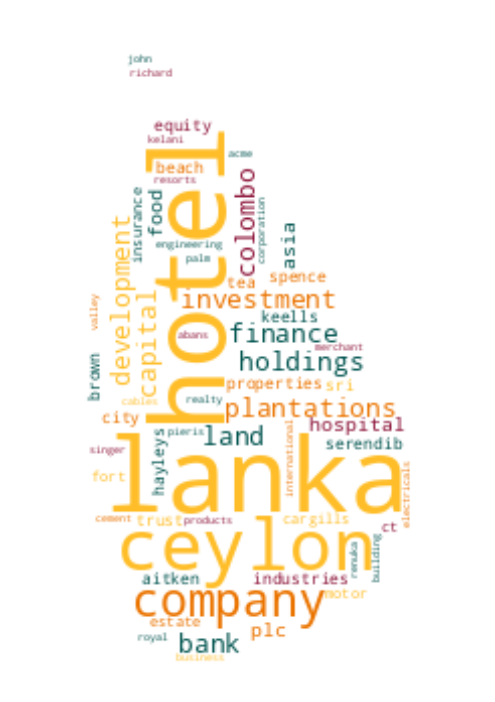 john
richard
equity
kelani
hotel
acme
beach
resorts
colombo
insurance
food
corporation
development
engineering
palm
asia
tea
spence
capital
investment
valley
keells
abans
finance
merchant
brown
holdings
properties
sri
cables
realty
plantations
city
hospital
pieris
land
hayleys
serendib
international
singer
lanka
fort
electricals
cement
trust
products
cargills
ct
ceylon
renuka
building
aitken
industries
company
motor
estate
plc
royal
bank
business